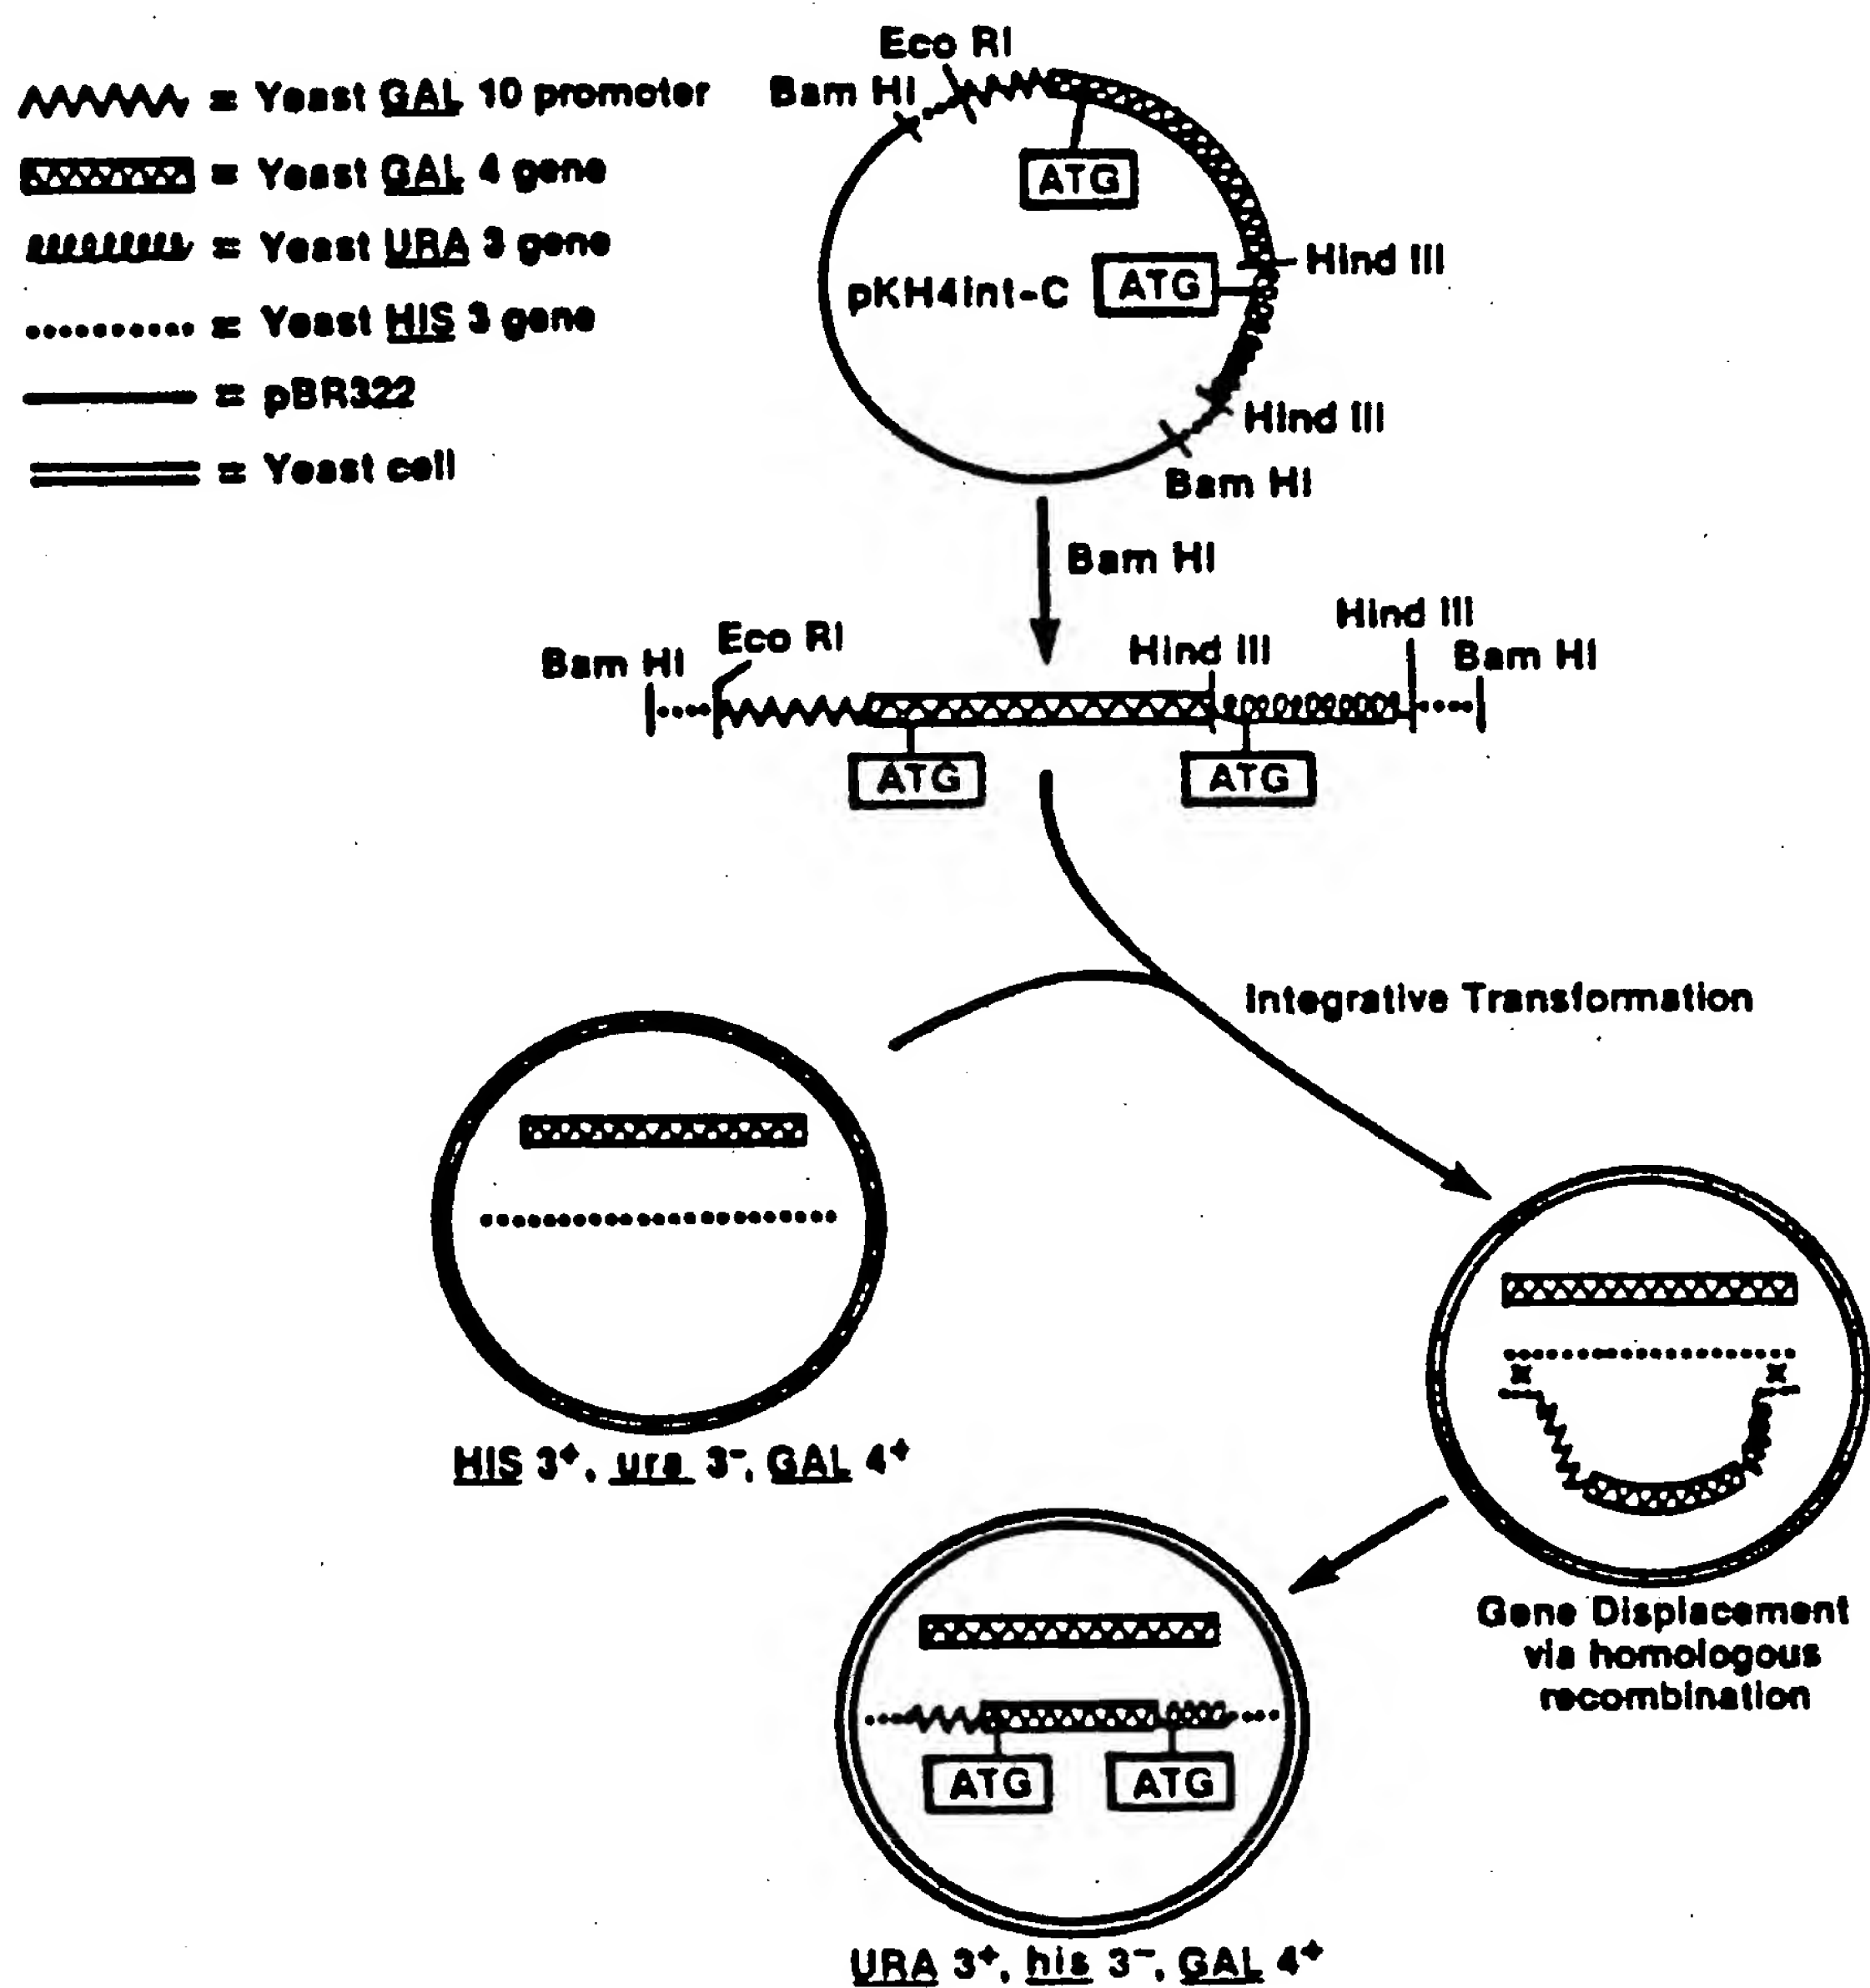 = Yeast GAL 10 promoter
= Yeast GAL 4 gene
= Yeast URA 3 gene
= Yeast HIS 3 gene
= pBR322
= Yeast cell
Eco RI
Bam HI
ATG
Hind III
pKH4int-C
ATG
Hind III
Bam HI
Bam HI
Bam HI
Eco RI
Hind III
Hind III
Bam HI
ATG
ATG
Integrative Transformation
HIS 3+, ura 3-, GAL 4+
Gene Displacement
via homologous
recombination
ATG
ATG
URA 3+, his 3-, GAL 4+